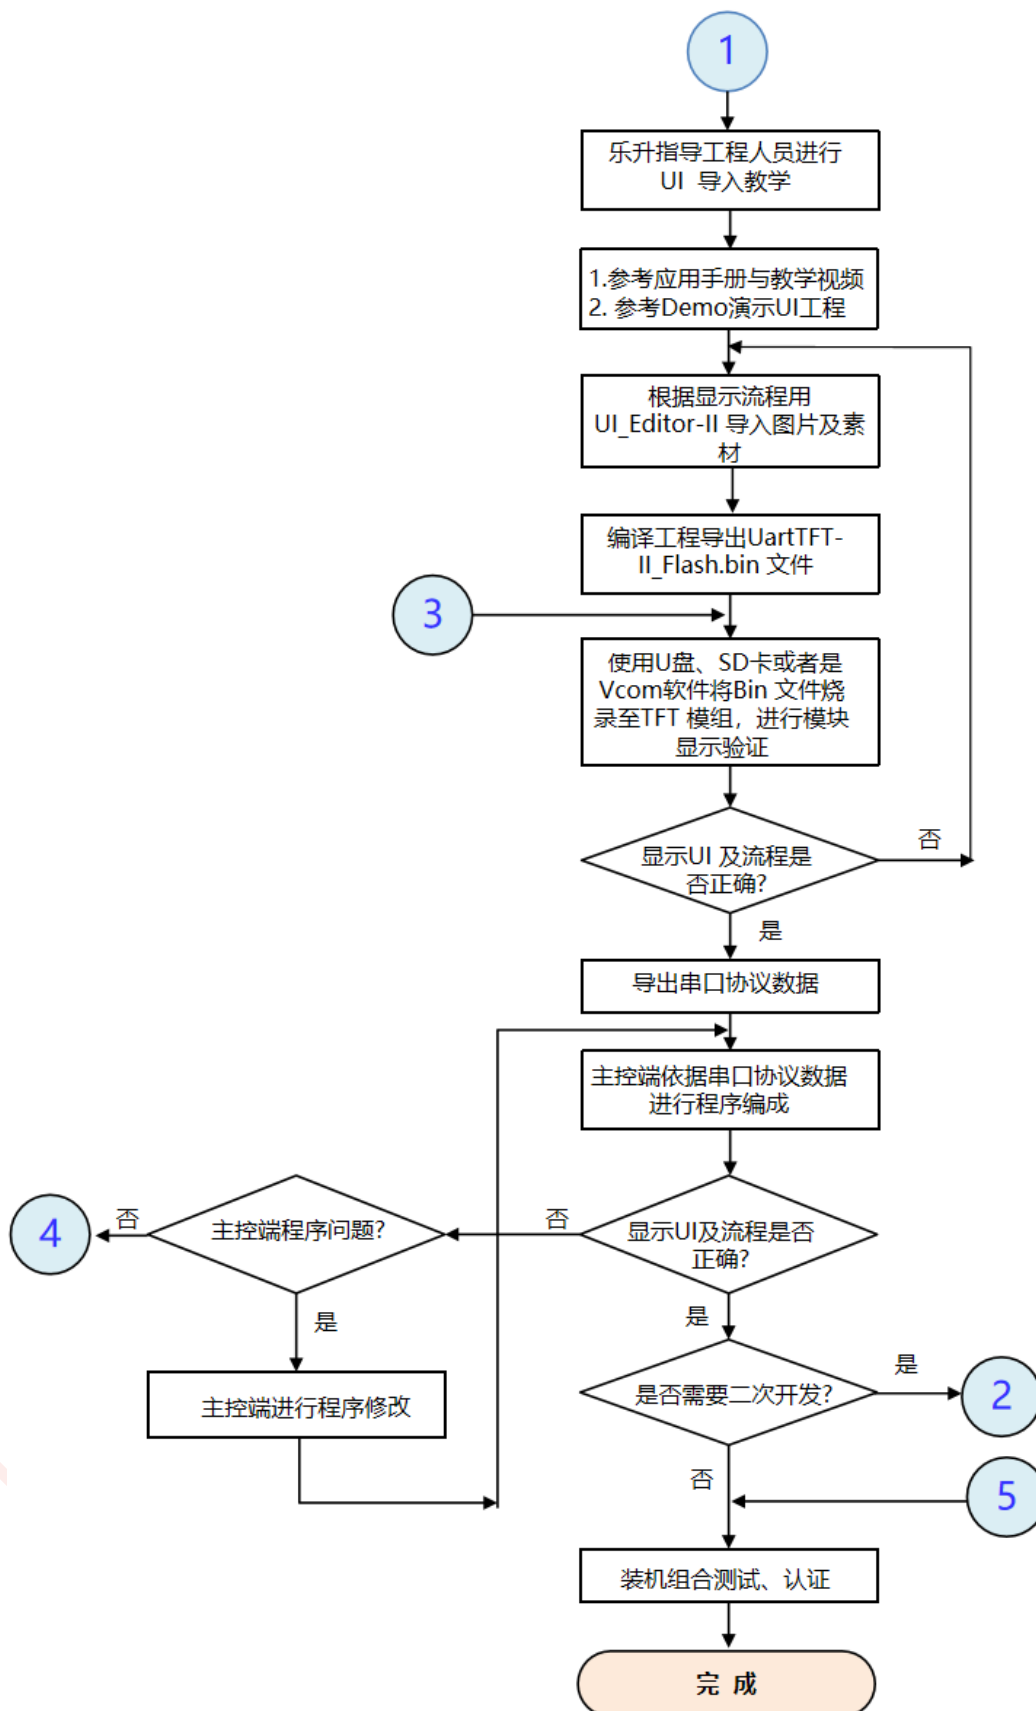 1
乐升指导工程人员进行
UI 导入教学
1.参考应用手册与教学视频
2. 参考Demo演示UI工程
根据显示流程用
UI_Editor-II 导入图片及素
材
编译工程导出UartTFT-
II_Flash.bin 文件
3
使用U盘、SD卡或者是
Vcom软件将Bin 文件烧
录至TFT 模组，进行模块
显示验证
显示UI 及流程是
否正确?
否
是
导出串口协议数据
主控端依据串口协议数据
进行程序编成
显示UI及流程是否
正确?
否
主控端程序问题?
否
4
是
主控端进行程序修改
是
是否需要二次开发?
是
2
否
5
装机组合测试、认证
完 成